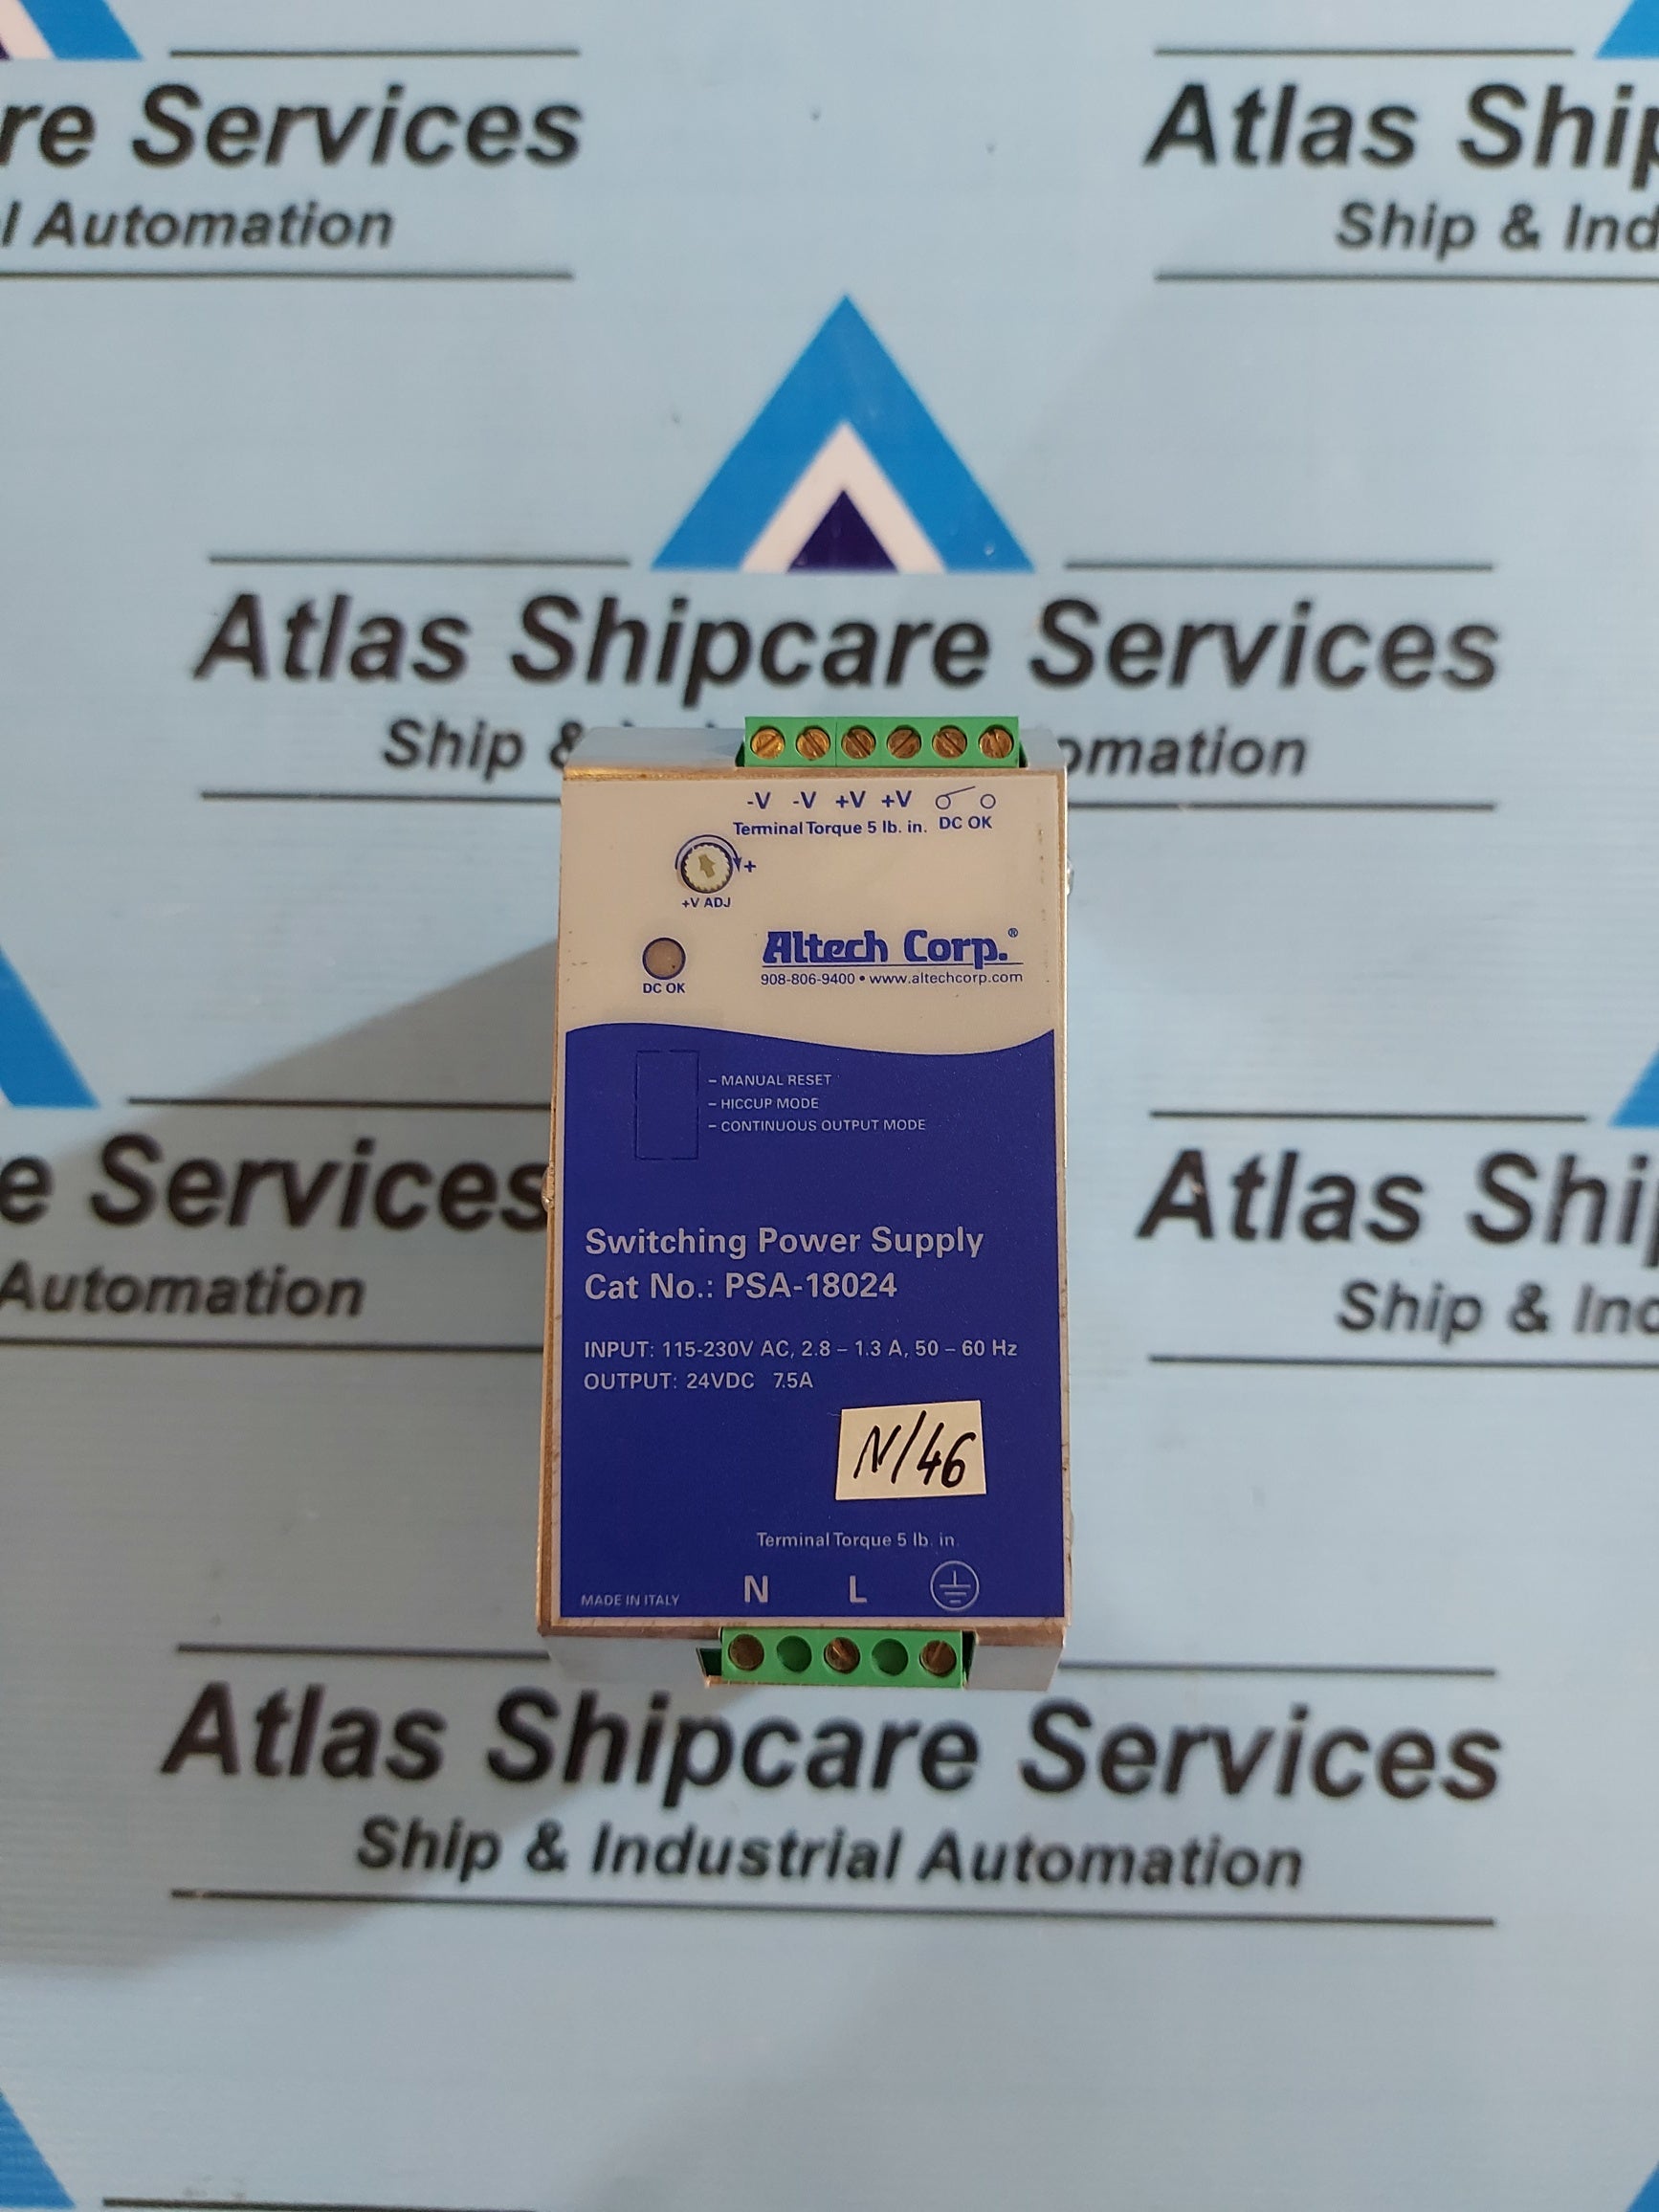 re Services
l Automation
Atlas Ship
Ship & Ind
Atlas Shipcare Services
Ship & omation
-V -V +V +V
Terminal Torque 5 lb. in. DC OK
+
+V ADJ
Altech Corp.®
908-806-9400 • www.altechcorp.com
DC OK
– MANUAL RESET
– HICCUP MODE
– CONTINUOUS OUTPUT MODE
e Services
Automation
Atlas Shi
Ship & Ind
Switching Power Supply
Cat No.: PSA-18024
INPUT: 115-230V AC, 2.8 – 1.3 A, 50 – 60 Hz
OUTPUT: 24VDC 7.5A
N/46
Terminal Torque 5 lb. in.
MADE IN ITALY N L
Atlas Shipcare Services
Ship & Industrial Automation